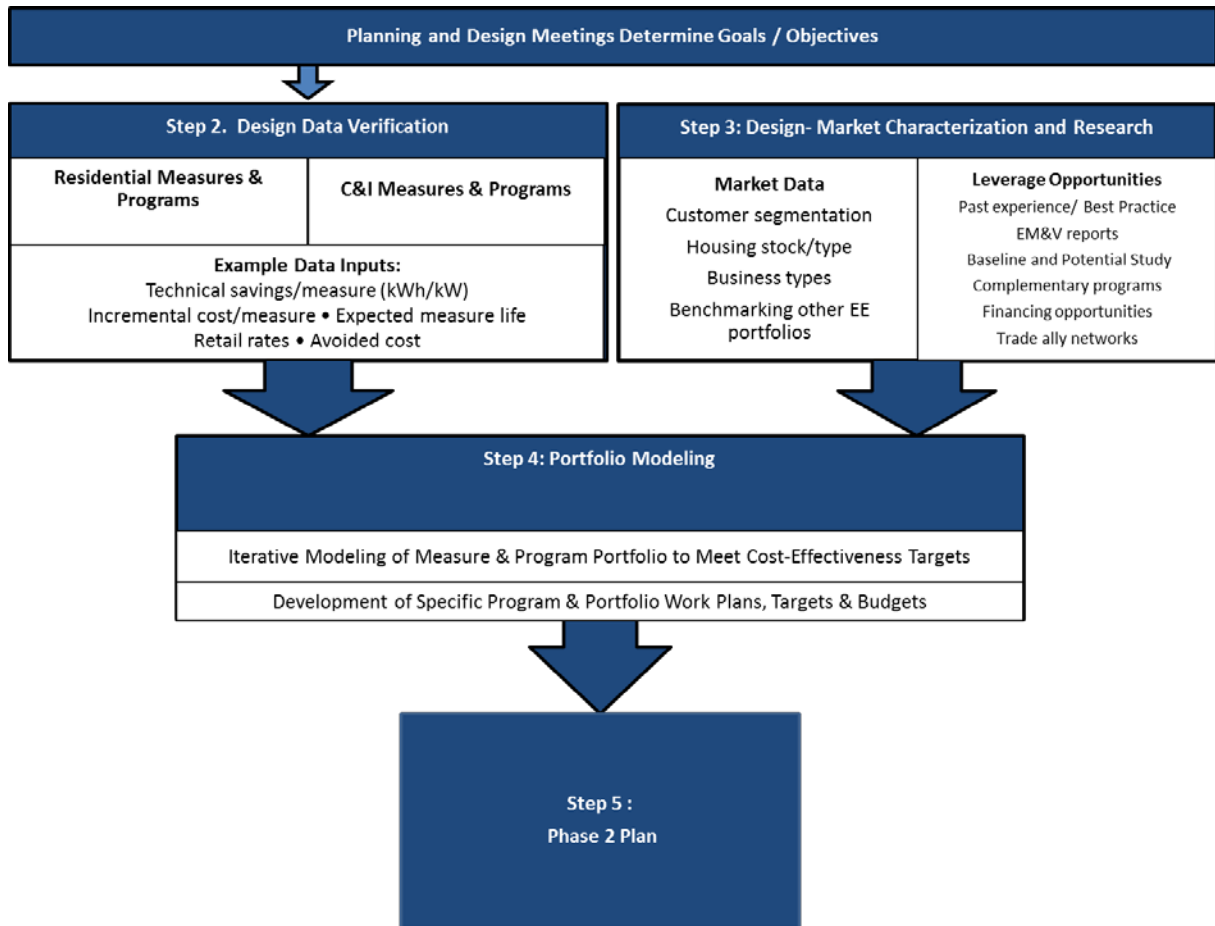 Planning and Design Meetings Determine Goals / Objectives
Step 2.  Design Data Verification
Residential Measures &
Programs
C&I Measures & Programs
Example Data Inputs:
Technical savings/measure (kWh/kW)
Incremental cost/measure • Expected measure life
Retail rates • Avoided cost
Step 3: Design- Market Characterization and Research
Market Data
Customer segmentation
Housing stock/type
Business types
Benchmarking other EE
portfolios
Leverage Opportunities
Past experience/ Best Practice
EM&V reports
Baseline and Potential Study
Complementary programs
Financing opportunities
Trade ally networks
Step 4: Portfolio Modeling
Iterative Modeling of Measure & Program Portfolio to Meet Cost-Effectiveness Targets
Development of Specific Program & Portfolio Work Plans, Targets & Budgets
Step 5 :
Phase 2 Plan